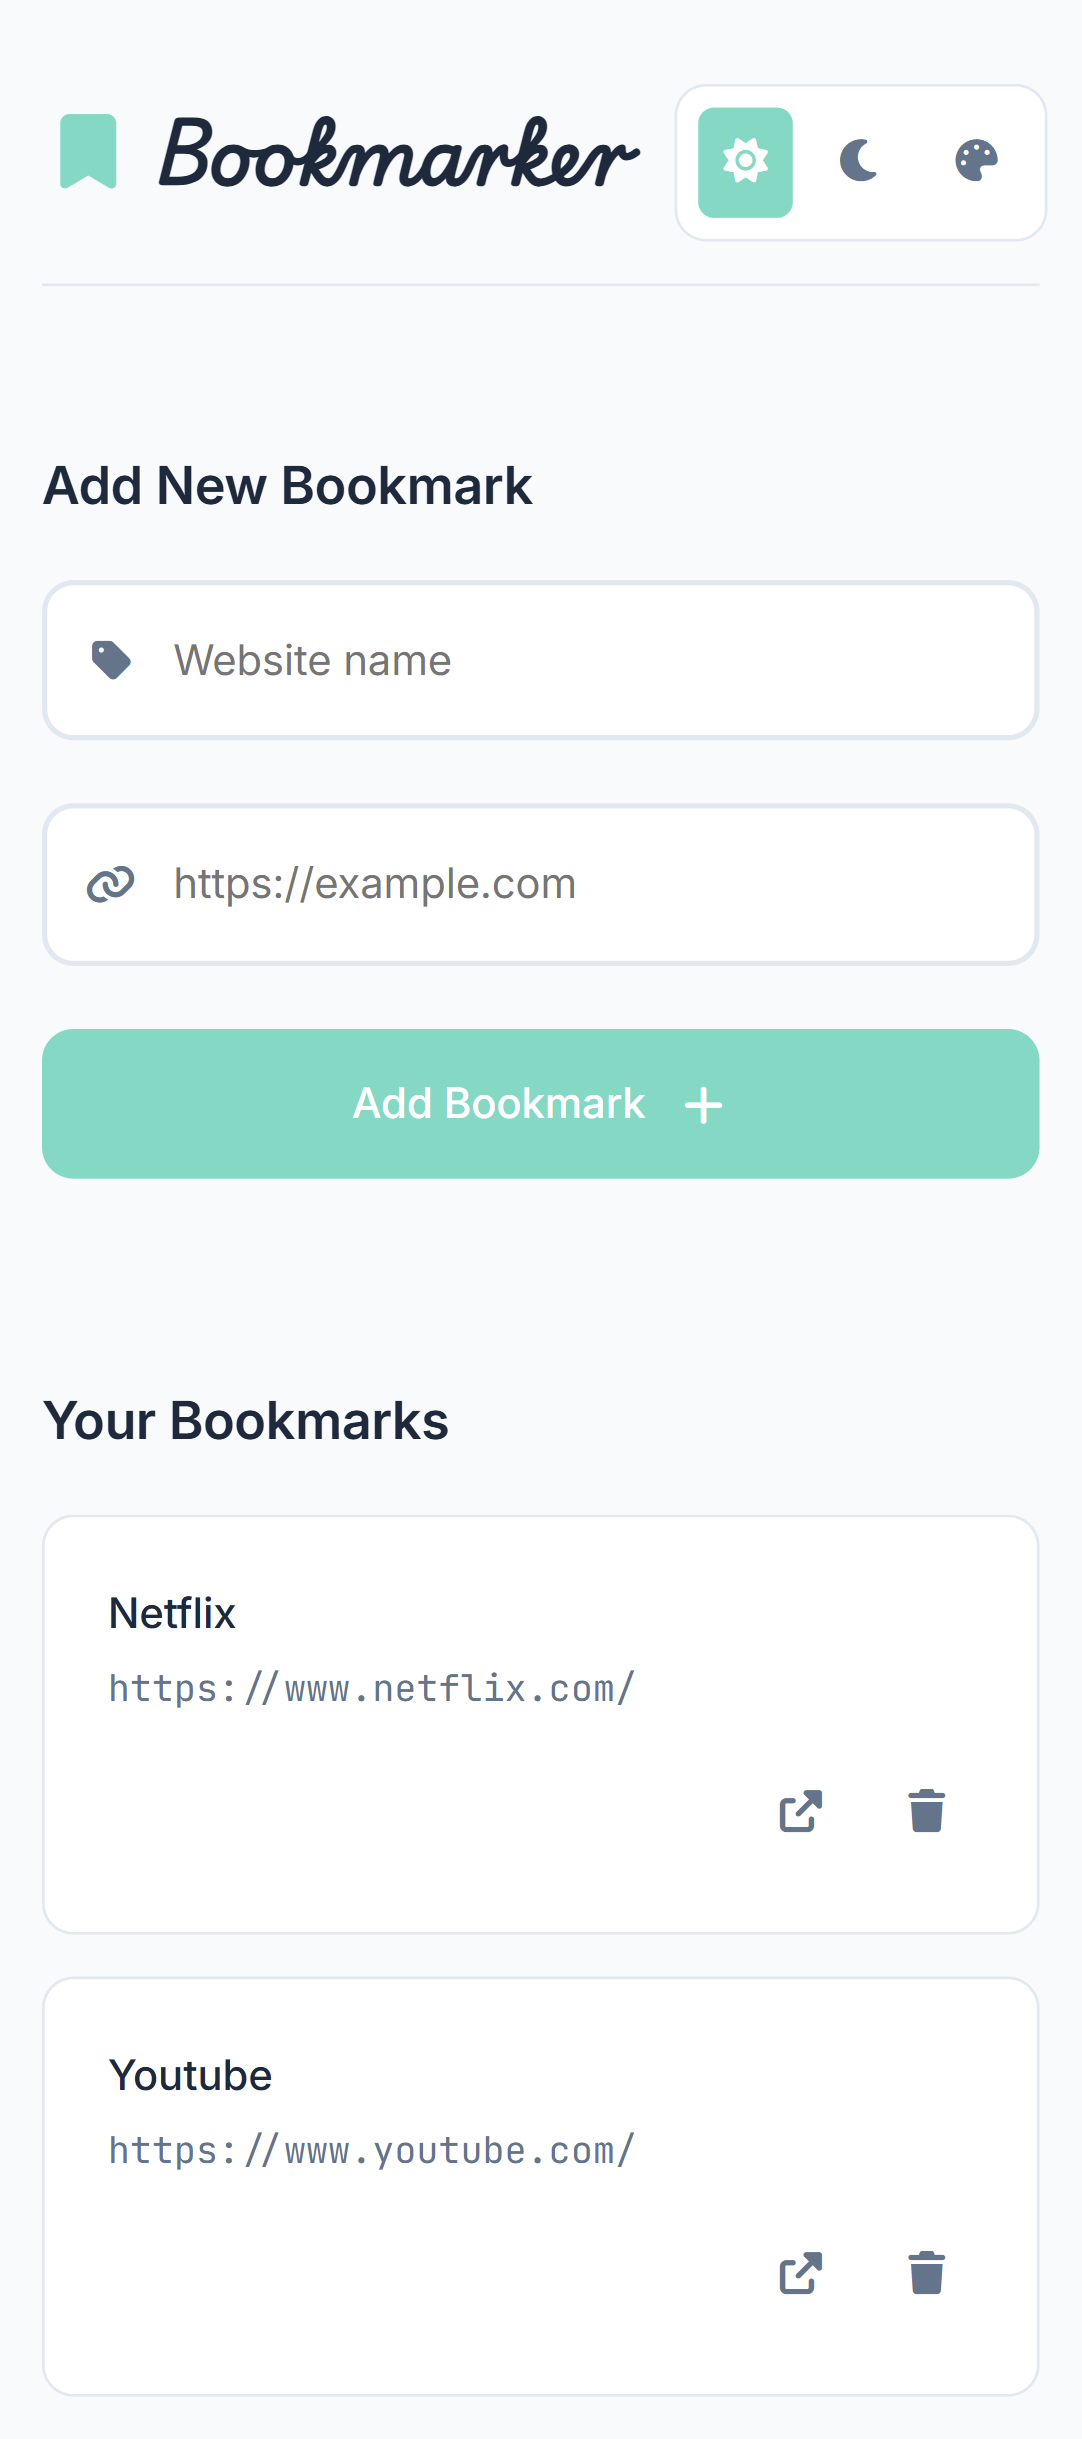 Bookmarker
Add New Bookmark
Website name
https://example.com
Add Bookmark
Your Bookmarks
Netflix
https://www.netflix.com/
Youtube
https://www.youtube.com/